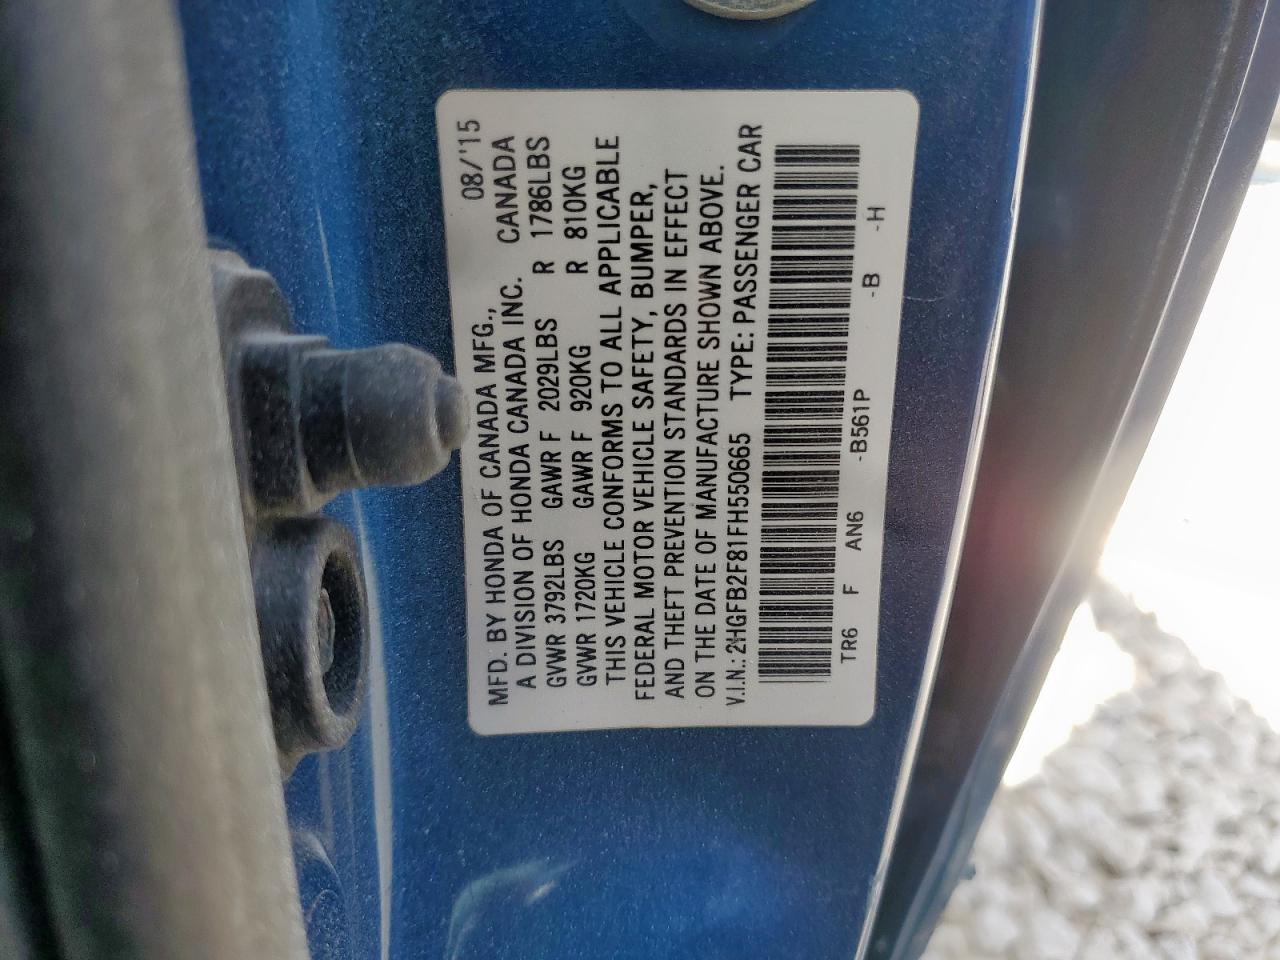 08/'15
MFD. BY HONDA OF CANADA MFG.,
A DIVISION OF HONDA CANADA INC. CANADA
GVWR 3792LBS GAWR F 2029LBS R 1786LBS
GVWR 1720KG GAWR F 920KG R 810KG
THIS VEHICLE CONFORMS TO ALL APPLICABLE
FEDERAL MOTOR VEHICLE SAFETY, BUMPER,
AND THEFT PREVENTION STANDARDS IN EFFECT
ON THE DATE OF MANUFACTURE SHOWN ABOVE.
V.I.N.: 2HGFB2F81FH550665 TYPE: PASSENGER CAR
TR6 F AN6 -B561P -B -H